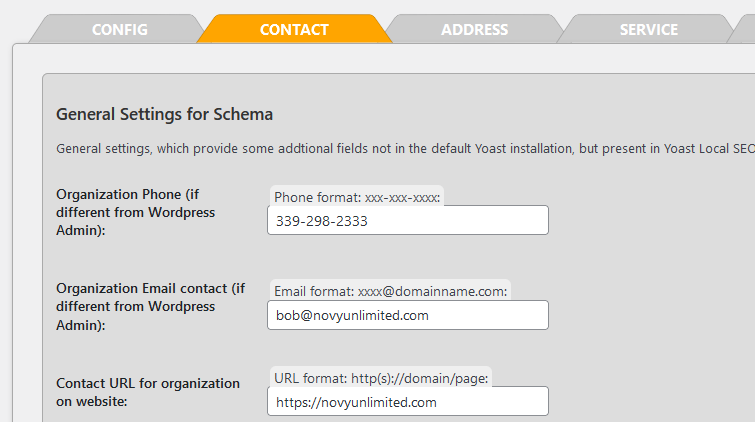 CONFIG CONTACT ADDRESS SERVICE
General Settings for Schema
General settings, which provide some addtional fields not in the default Yoast installation, but present in Yoast Local SEO
Organization Phone (if
different from Wordpress
Admin):
Phone format: xxx-xxx-xxxx:
339-298-2333
Organization Email contact (if
different from Wordpress
Admin):
Email format: xxxx@domainname.com:
bob@novyunlimited.com
Contact URL for organization
on website:
URL format: http(s)://domain/page:
https://novyunlimited.com